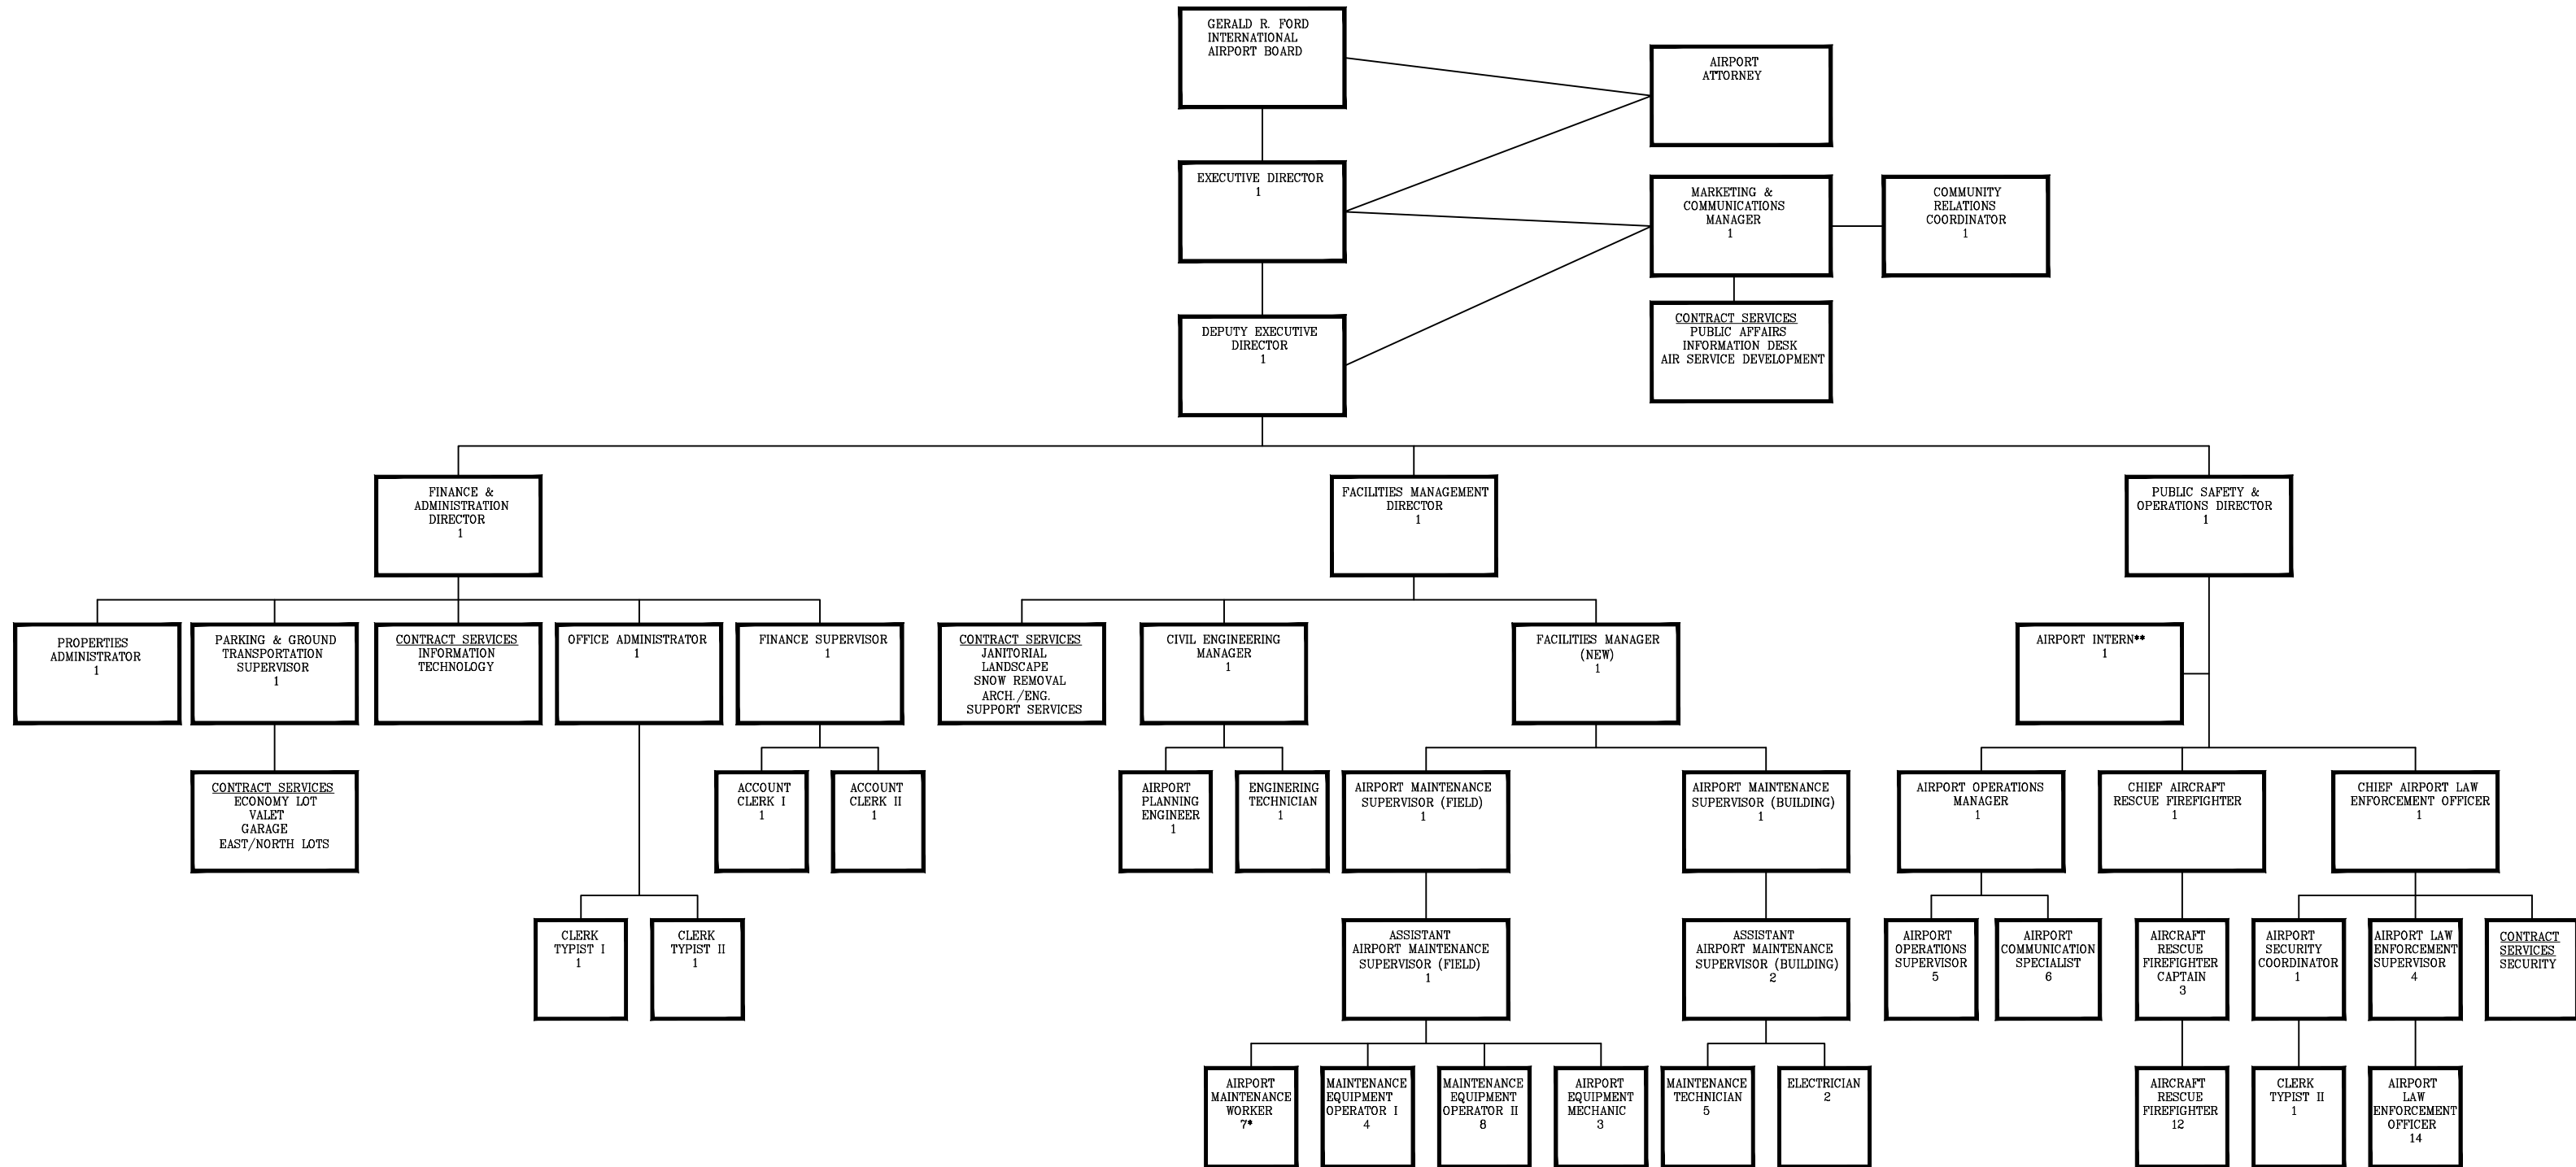 GERALD R. FORD
INTERNATIONAL
AIRPORT BOARD
AIRPORT
ATTORNEY
EXECUTIVE DIRECTOR
1
MARKETING &
COMMUNICATIONS
MANAGER
1
COMMUNITY
RELATIONS
COORDINATOR
1
DEPUTY EXECUTIVE
DIRECTOR
1
CONTRACT SERVICES
PUBLIC AFFAIRS
INFORMATION DESK
AIR SERVICE DEVELOPMENT
FINANCE &
ADMINISTRATION
DIRECTOR
1
FACILITIES MANAGEMENT
DIRECTOR
1
PUBLIC SAFETY &
OPERATIONS DIRECTOR
1
PROPERTIES
ADMINISTRATOR
1
PARKING & GROUND
TRANSPORTATION
SUPERVISOR
1
CONTRACT SERVICES
INFORMATION
TECHNOLOGY
OFFICE ADMINISTRATOR
1
FINANCE SUPERVISOR
1
CONTRACT SERVICES
JANITORIAL
LANDSCAPE
SNOW REMOVAL
ARCH./ENG.
SUPPORT SERVICES
CIVIL ENGINEERING
MANAGER
1
FACILITIES MANAGER
(NEW)
1
AIRPORT INTERN**
1
CONTRACT SERVICES
ECONOMY LOT
VALET
GARAGE
EAST/NORTH LOTS
ACCOUNT
CLERK I
1
ACCOUNT
CLERK II
1
AIRPORT
PLANNING
ENGINEER
1
ENGINERING
TECHNICIAN
1
AIRPORT MAINTENANCE
SUPERVISOR (FIELD)
1
AIRPORT MAINTENANCE
SUPERVISOR (BUILDING)
1
AIRPORT OPERATIONS
MANAGER
1
CHIEF AIRCRAFT
RESCUE FIREFIGHTER
1
CHIEF AIRPORT LAW
ENFORCEMENT OFFICER
1
CLERK
TYPIST I
1
CLERK
TYPIST II
1
ASSISTANT
AIRPORT MAINTENANCE
SUPERVISOR (FIELD)
1
ASSISTANT
AIRPORT MAINTENANCE
SUPERVISOR (BUILDING)
2
AIRPORT
OPERATIONS
SUPERVISOR
5
AIRPORT
COMMUNICATION
SPECIALIST
6
AIRCRAFT
RESCUE
FIREFIGHTER
CAPTAIN
3
AIRPORT
SECURITY
COORDINATOR
1
AIRPORT LAW
ENFORCEMENT
SUPERVISOR
4
CONTRACT
SERVICES
SECURITY
AIRPORT
MAINTENANCE
WORKER
7*
MAINTENANCE
EQUIPMENT
OPERATOR I
4
MAINTENANCE
EQUIPMENT
OPERATOR II
8
AIRPORT
EQUIPMENT
MECHANIC
3
MAINTENANCE
TECHNICIAN
5
ELECTRICIAN
2
AIRCRAFT
RESCUE
FIREFIGHTER
12
CLERK
TYPIST II
1
AIRPORT
LAW
ENFORCEMENT
OFFICER
14